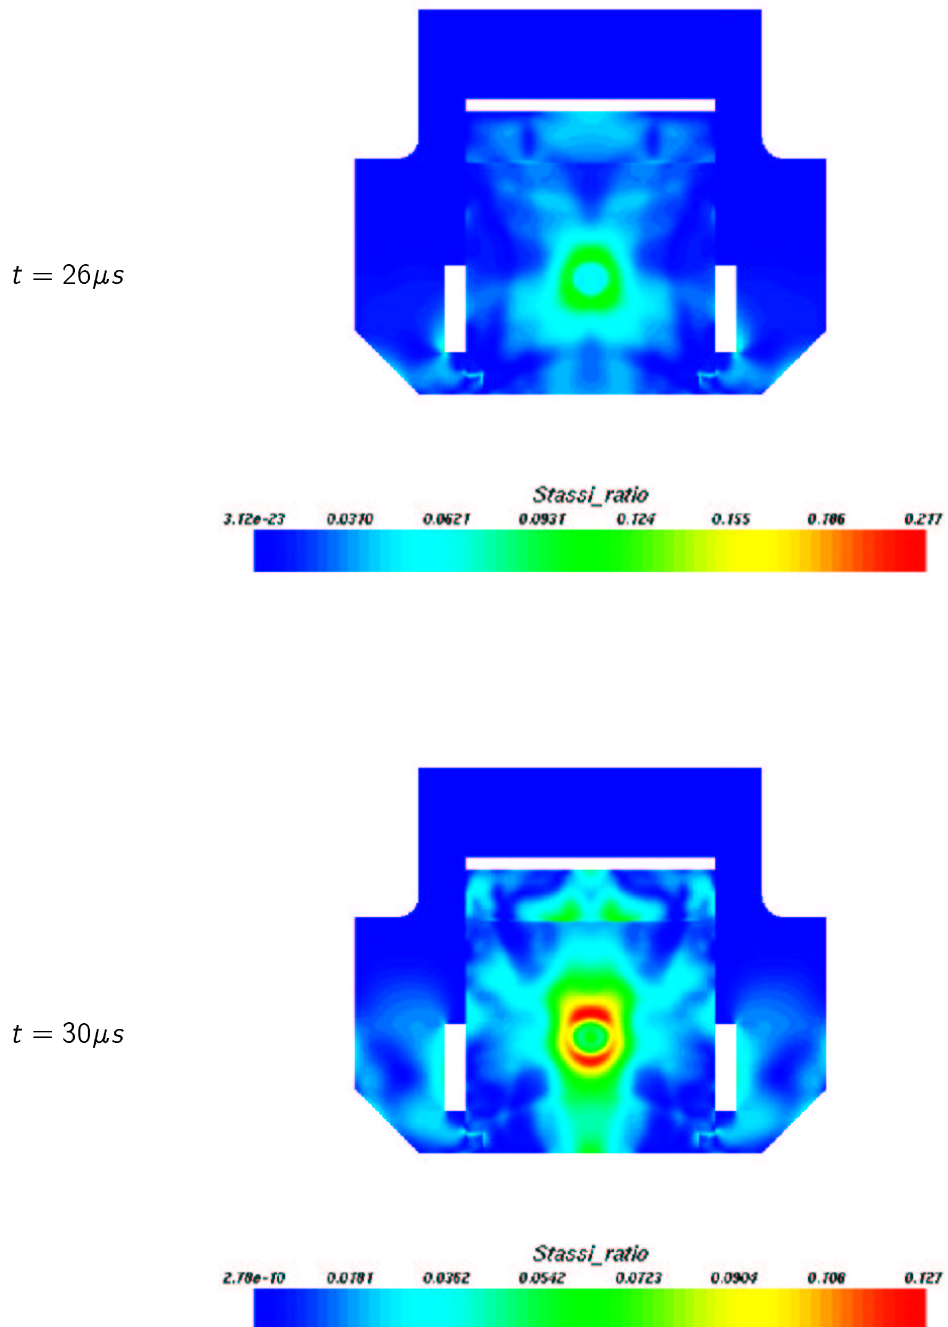 t = 26μs
Stassi_ratio
3.12e-23 0.0310 0.0621 0.0931 0.124 0.155 0.186 0.217
t = 30μs
Stassi_ratio
2.78e-10 0.0181 0.0362 0.0542 0.0723 0.0904 0.108 0.127